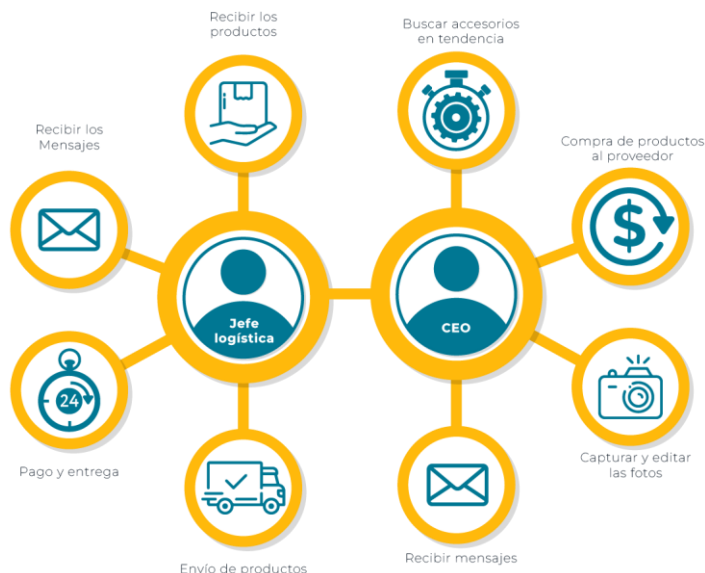 Recibir los
productos
Buscar accesorios
en tendencia
Recibir los
Mensajes
Compra de productos
al proveedor
$
Jefe
logística
CEO
24
Pago y entrega
Capturar y editar
las fotos
Envío de productos
Recibir mensajes